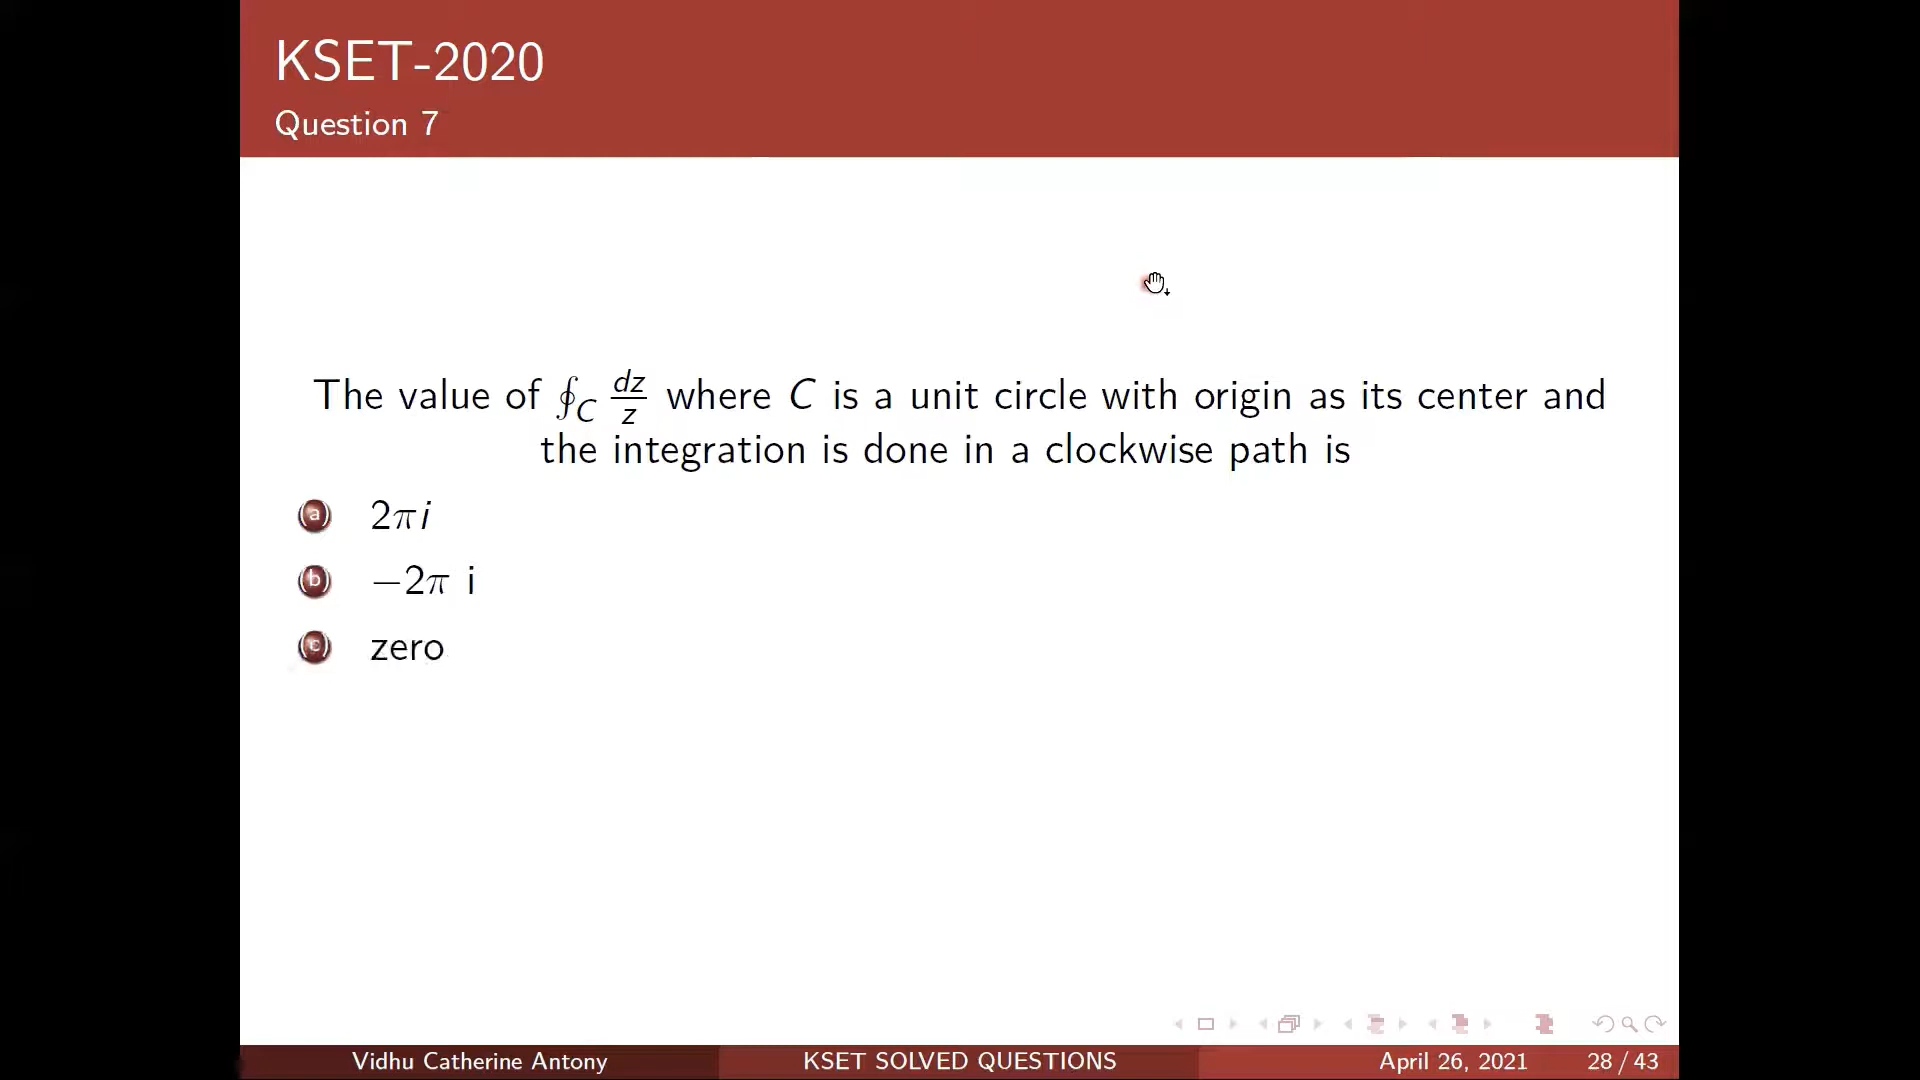 KSET-2020
Question 7
The value of ∮_C dz/z where C is a unit circle with origin as its center and
the integration is done in a clockwise path is
(a) 2πi
(b) −2π i
(c) zero
Vidhu Catherine Antony KSET SOLVED QUESTIONS April 26, 2021 28 / 43